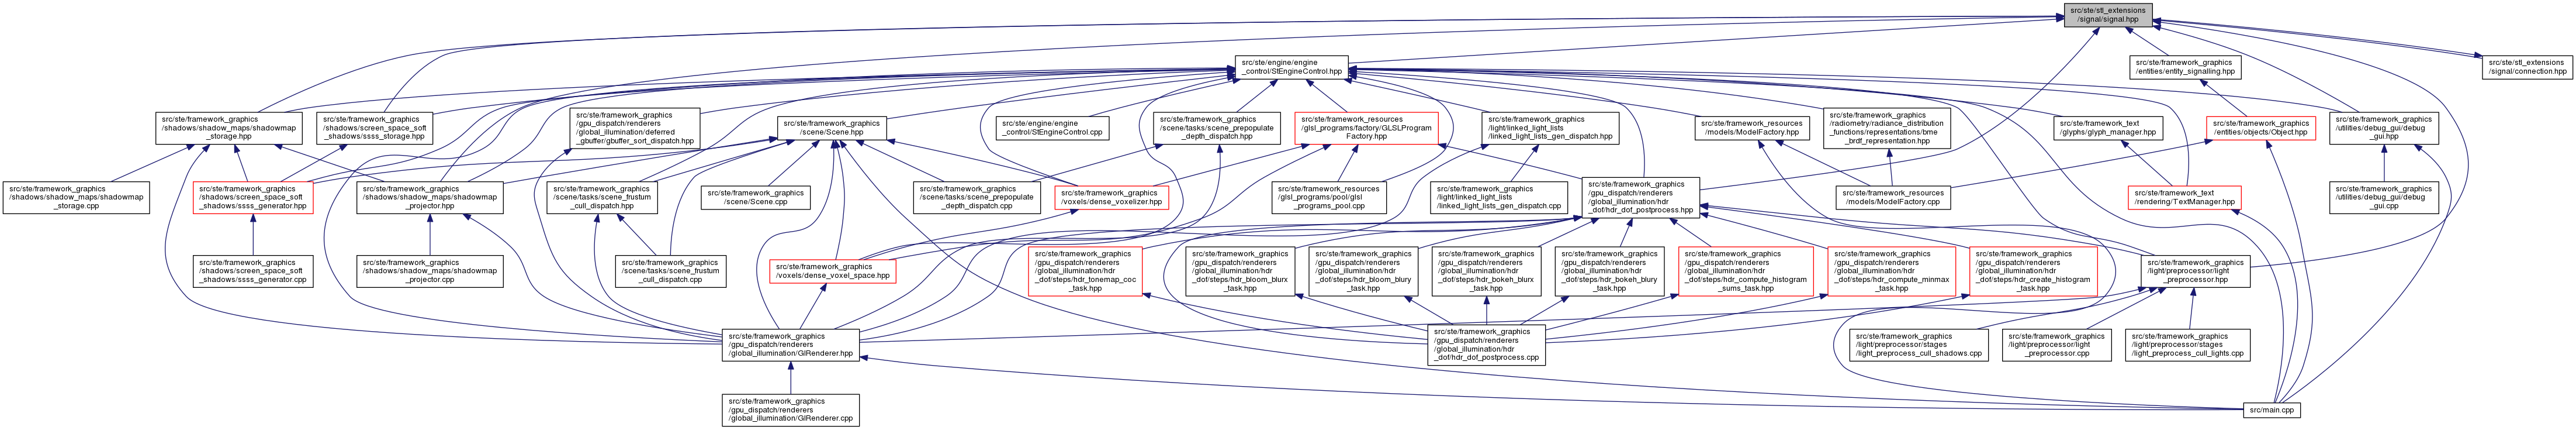 src/ste/stl_extensions
/signal/signal.hpp
src/ste/engine/engine
_control/StEngineControl.hpp
src/ste/framework_graphics
/entities/entity_signalling.hpp
src/ste/stl_extensions
/signal/connection.hpp
src/ste/framework_graphics
/shadows/shadow_maps/shadowmap
_storage.hpp
src/ste/framework_graphics
/shadows/screen_space_soft
_shadows/ssss_storage.hpp
src/ste/framework_graphics
/gpu_dispatch/renderers
/global_illumination/deferred
_gbuffer/gbuffer_sort_dispatch.hpp
src/ste/framework_graphics
/scene/Scene.hpp
src/ste/engine/engine
_control/StEngineControl.cpp
src/ste/framework_graphics
/scene/tasks/scene_prepopulate
_depth_dispatch.hpp
src/ste/framework_resources
/glsl_programs/factory/GLSLProgram
Factory.hpp
src/ste/framework_graphics
/light/linked_light_lists
/linked_light_lists_gen_dispatch.hpp
src/ste/framework_resources
/models/ModelFactory.hpp
src/ste/framework_graphics
/radiometry/radiance_distribution
_functions/representations/bme
_brdf_representation.hpp
src/ste/framework_text
/glyphs/glyph_manager.hpp
src/ste/framework_graphics
/entities/objects/Object.hpp
src/ste/framework_graphics
/utilities/debug_gui/debug
_gui.hpp
src/ste/framework_graphics
/shadows/shadow_maps/shadowmap
_storage.cpp
src/ste/framework_graphics
/shadows/screen_space_soft
_shadows/ssss_generator.hpp
src/ste/framework_graphics
/shadows/shadow_maps/shadowmap
_projector.hpp
src/ste/framework_graphics
/scene/tasks/scene_frustum
_cull_dispatch.hpp
src/ste/framework_graphics
/scene/Scene.cpp
src/ste/framework_graphics
/scene/tasks/scene_prepopulate
_depth_dispatch.cpp
src/ste/framework_graphics
/voxels/dense_voxelizer.hpp
src/ste/framework_resources
/glsl_programs/pool/glsl
_programs_pool.cpp
src/ste/framework_graphics
/light/linked_light_lists
/linked_light_lists_gen_dispatch.cpp
src/ste/framework_graphics
/gpu_dispatch/renderers
/global_illumination/hdr
_dof/hdr_dof_postprocess.hpp
src/ste/framework_resources
/models/ModelFactory.cpp
src/ste/framework_text
/rendering/TextManager.hpp
src/ste/framework_graphics
/utilities/debug_gui/debug
_gui.cpp
src/ste/framework_graphics
/shadows/screen_space_soft
_shadows/ssss_generator.cpp
src/ste/framework_graphics
/shadows/shadow_maps/shadowmap
_projector.cpp
src/ste/framework_graphics
/scene/tasks/scene_frustum
_cull_dispatch.cpp
src/ste/framework_graphics
/voxels/dense_voxel_space.hpp
src/ste/framework_graphics
/gpu_dispatch/renderers
/global_illumination/hdr
_dof/steps/hdr_tonemap_coc
_task.hpp
src/ste/framework_graphics
/gpu_dispatch/renderers
/global_illumination/hdr
_dof/steps/hdr_bloom_blurx
_task.hpp
src/ste/framework_graphics
/gpu_dispatch/renderers
/global_illumination/hdr
_dof/steps/hdr_bloom_blury
_task.hpp
src/ste/framework_graphics
/gpu_dispatch/renderers
/global_illumination/hdr
_dof/steps/hdr_bokeh_blurx
_task.hpp
src/ste/framework_graphics
/gpu_dispatch/renderers
/global_illumination/hdr
_dof/steps/hdr_bokeh_blury
_task.hpp
src/ste/framework_graphics
/gpu_dispatch/renderers
/global_illumination/hdr
_dof/steps/hdr_compute_histogram
_sums_task.hpp
src/ste/framework_graphics
/gpu_dispatch/renderers
/global_illumination/hdr
_dof/steps/hdr_compute_minmax
_task.hpp
src/ste/framework_graphics
/gpu_dispatch/renderers
/global_illumination/hdr
_dof/steps/hdr_create_histogram
_task.hpp
src/ste/framework_graphics
/light/preprocessor/light
_preprocessor.hpp
src/ste/framework_graphics
/gpu_dispatch/renderers
/global_illumination/GIRenderer.hpp
src/ste/framework_graphics
/gpu_dispatch/renderers
/global_illumination/hdr
_dof/hdr_dof_postprocess.cpp
src/ste/framework_graphics
/light/preprocessor/stages
/light_preprocess_cull_shadows.cpp
src/ste/framework_graphics
/light/preprocessor/light
_preprocessor.cpp
src/ste/framework_graphics
/light/preprocessor/stages
/light_preprocess_cull_lights.cpp
src/ste/framework_graphics
/gpu_dispatch/renderers
/global_illumination/GIRenderer.cpp
src/main.cpp